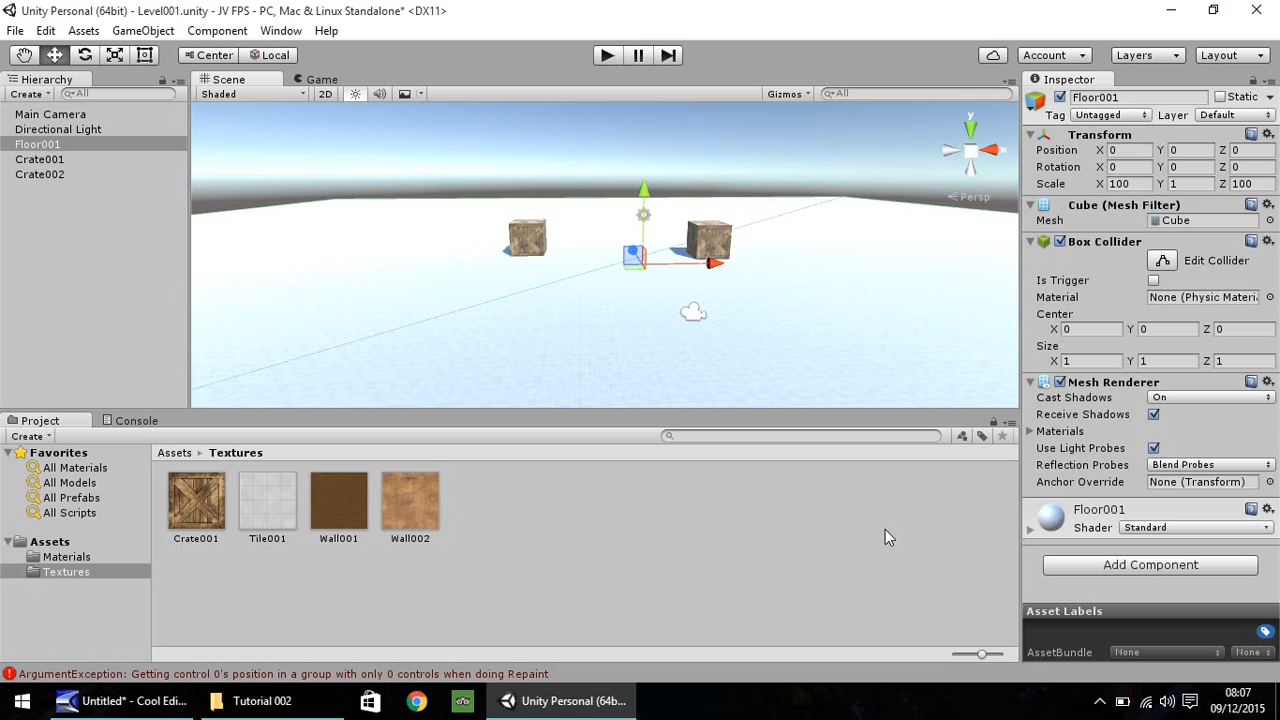 Unity Personal (64bit) - Level001.unity - JV FPS - PC, Mac & Linux Standalone* <DX11>
File Edit Assets GameObject Component Window Help
Center Local Account Layers Layout
Hierarchy
Create All
Main Camera
Directional Light
Floor001
Crate001
Crate002
Scene Game
Shaded 2D Gizmos All
y
x
Persp
Inspector
Floor001 Static
Tag Untagged Layer Default
Transform
Position X 0 Y 0 Z 0
Rotation X 0 Y 0 Z 0
Scale X 100 Y 1 Z 100
Cube (Mesh Filter)
Mesh Cube
Box Collider
Edit Collider
Is Trigger
Material None (Physic Materi
Center
X 0 Y 0 Z 0
Size
X 1 Y 1 Z 1
Mesh Renderer
Cast Shadows On
Receive Shadows
Materials
Use Light Probes
Reflection Probes Blend Probes
Anchor Override None (Transform)
Floor001
Shader Standard
Add Component
Asset Labels
AssetBundle None None
Project Console
Create
Favorites
All Materials
All Models
All Prefabs
All Scripts
Assets
Materials
Textures
Assets Textures
Crate001 Tile001 Wall001 Wall002
ArgumentException: Getting control 0's position in a group with only 0 controls when doing Repaint
Untitled* - Cool Edi... Tutorial 002 Unity Personal (64b...
08:07
09/12/2015